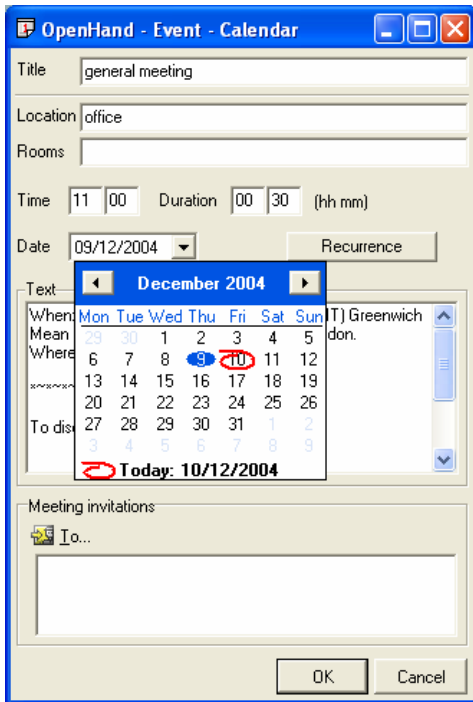 OpenHand - Event - Calendar
Title general meeting
Location office
Rooms
Time 11 00 Duration 00 30 (hh mm)
Date 09/12/2004 Recurrence
December 2004
Text
Mon Tue Wed Thu Fri Sat Sun
When: IT) Greenwich
29 30 1 2 3 4 5
Mean don.
Where
6 7 8 9 10 11 12
13 14 15 16 17 18 19
~*~*~
20 21 22 23 24 25 26
To dis
27 28 29 30 31 1 2
3 4 5 6 7 8 9
Today: 10/12/2004
Meeting invitations
To...
OK Cancel